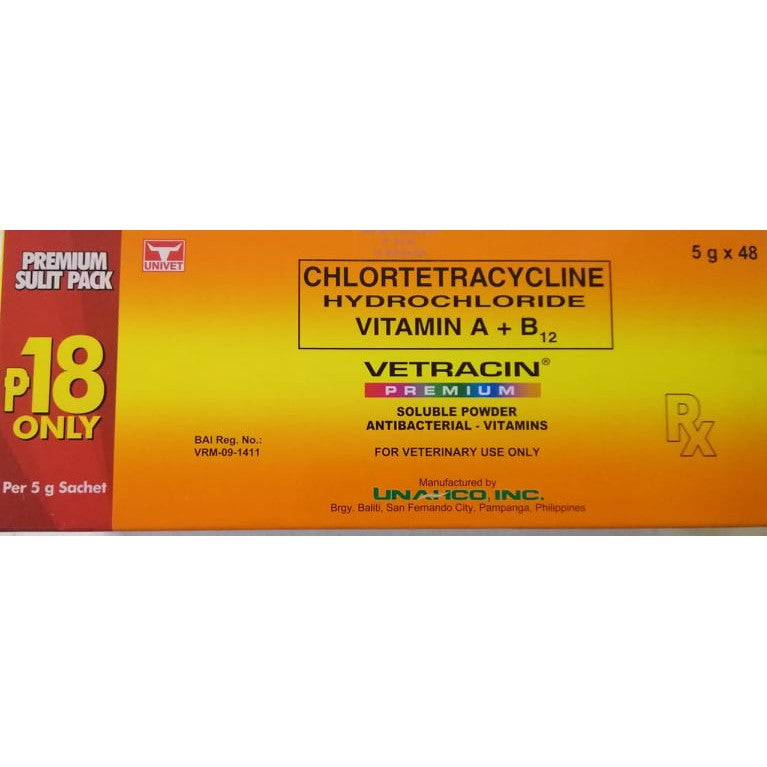 PREMIUM
SULIT PACK
₱18
ONLY
Per 5 g Sachet
UNIVET
5 g x 48
CHLORTETRACYCLINE
HYDROCHLORIDE
VITAMIN A + B12
VETRACIN®
PREMIUM
SOLUBLE POWDER
ANTIBACTERIAL - VITAMINS
BAI Reg. No.:
VRM-09-1411
FOR VETERINARY USE ONLY
Rx
Manufactured by
UNAHCO, INC.
Brgy. Baliti, San Fernando City, Pampanga, Philippines